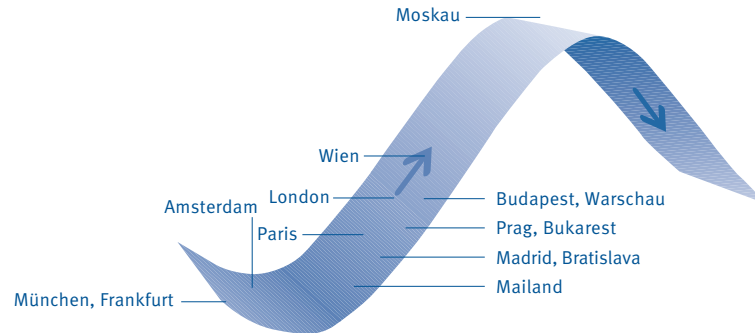 Moskau
Wien
London
Amsterdam
Paris
Budapest, Warschau
Prag, Bukarest
Madrid, Bratislava
Mailand
München, Frankfurt